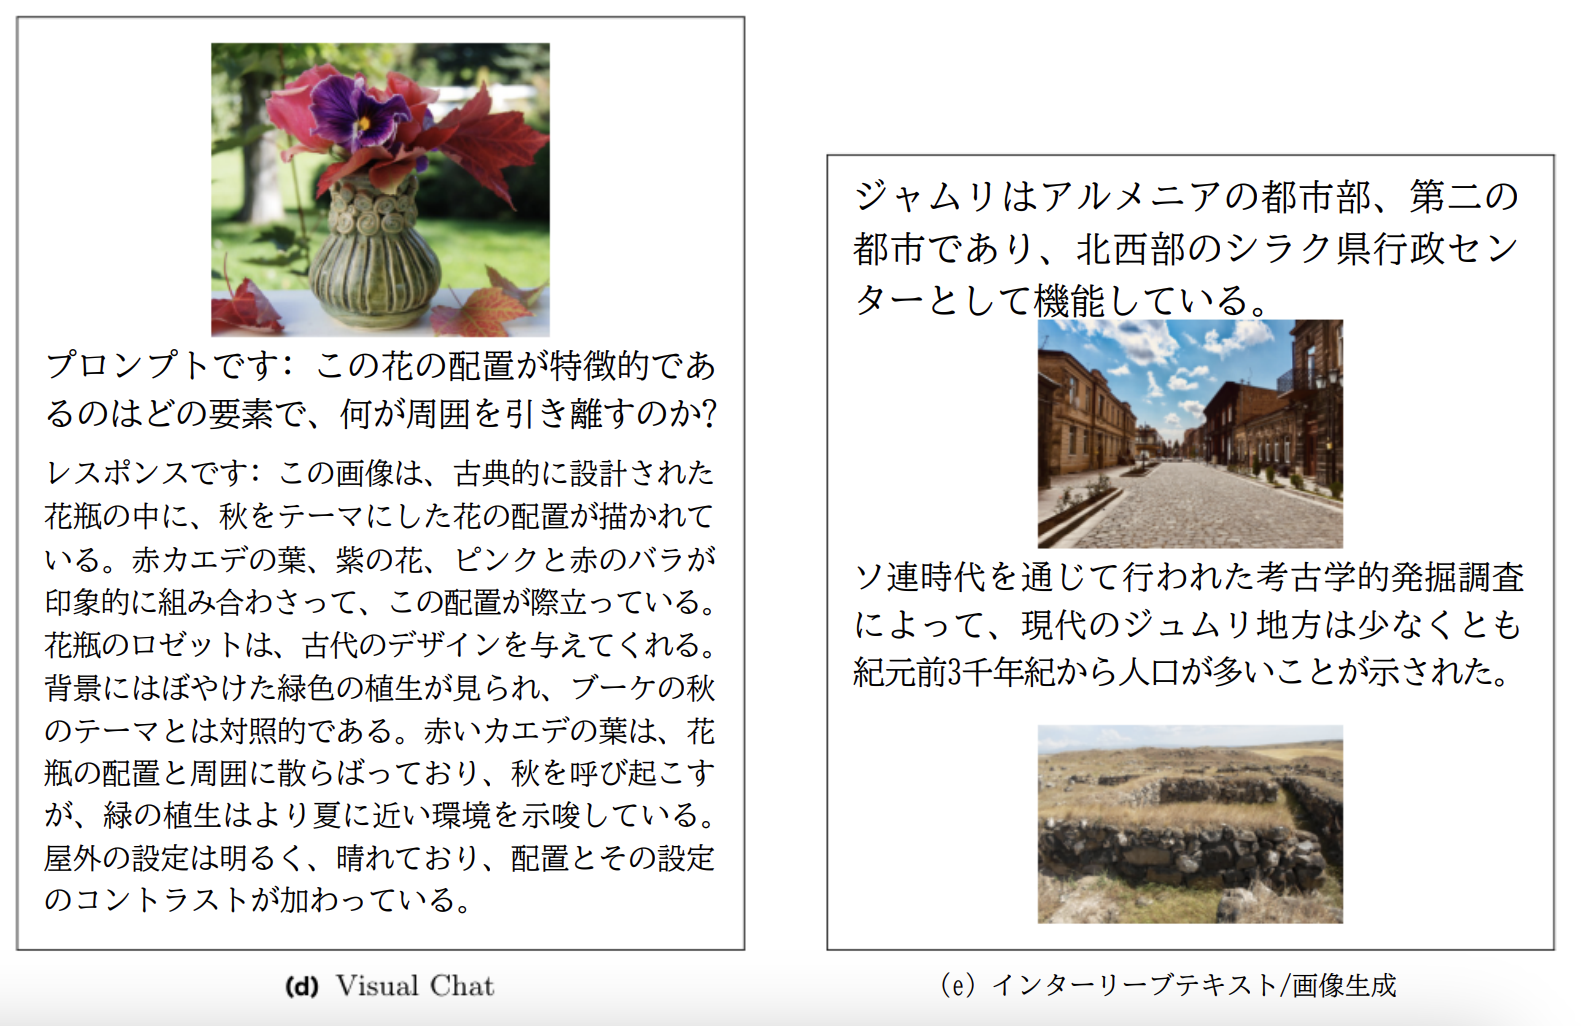 プロンプトです：この花の配置が特徴的であ
るのはどの要素で、何が周囲を引き離すのか?
レスポンスです：この画像は、古典的に設計された
花瓶の中に、秋をテーマにした花の配置が描かれて
いる。赤カエデの葉、紫の花、ピンクと赤のバラが
印象的に組み合わさって、この配置が際立っている。
花瓶のロゼットは、古代のデザインを与えてくれる。
背景にはぼやけた緑色の植生が見られ、ブーケの秋
のテーマとは対照的である。赤いカエデの葉は、花
瓶の配置と周囲に散らばっており、秋を呼び起こす
が、緑の植生はより夏に近い環境を示唆している。
屋外の設定は明るく、晴れており、配置とその設定
のコントラストが加わっている。
(d) Visual Chat
ジャムリはアルメニアの都市部、第二の
都市であり、北西部のシラク県行政セン
ターとして機能している。
ソ連時代を通じて行われた考古学的発掘調査
によって、現代のジュムリ地方は少なくとも
紀元前3千年紀から人口が多いことが示された。
（e）インターリーブテキスト/画像生成